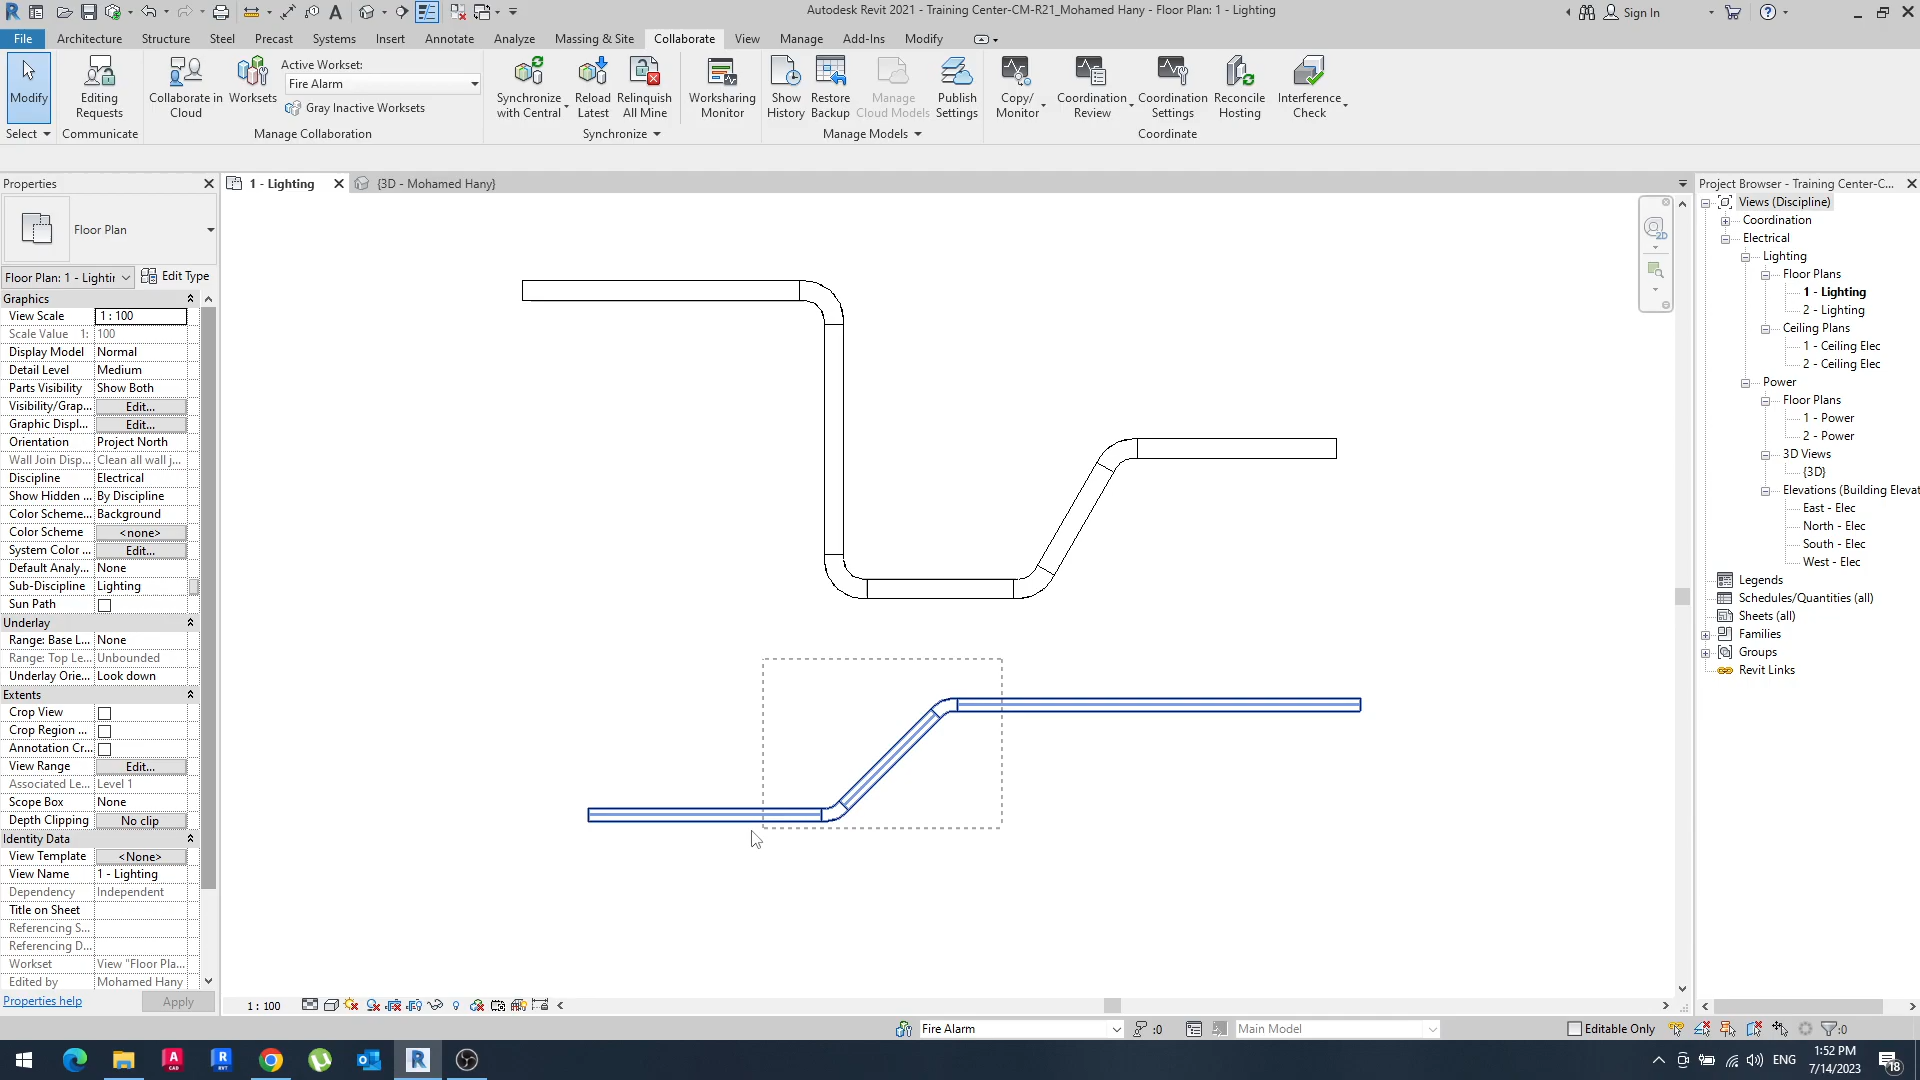 Autodesk Revit 2021 - Training Center-CM-R21_Mohamed Hany - Floor Plan: 1 - Lighting
Sign In
File Architecture Structure Steel Precast Systems Insert Annotate Analyze Massing & Site Collaborate View Manage Add-Ins Modify
Modify
Select
Editing Requests
Communicate
Collaborate in Cloud
Worksets
Active Workset:
Fire Alarm
Gray Inactive Worksets
Manage Collaboration
Synchronize with Central
Reload Latest
Relinquish All Mine
Synchronize
Worksharing Monitor
Show History
Restore Backup
Manage Cloud Models
Publish Settings
Manage Models
Copy/ Monitor
Coordination Review
Coordination Settings
Reconcile Hosting
Interference Check
Coordinate
Properties
Floor Plan
Floor Plan: 1 - Lightir
Edit Type
Graphics
View Scale 1 : 100
Scale Value 1: 100
Display Model Normal
Detail Level Medium
Parts Visibility Show Both
Visibility/Grap... Edit...
Graphic Displ... Edit...
Orientation Project North
Wall Join Disp... Clean all wall j...
Discipline Electrical
Show Hidden ... By Discipline
Color Scheme... Background
Color Scheme <none>
System Color ... Edit...
Default Analy... None
Sub-Discipline Lighting
Sun Path
Underlay
Range: Base L... None
Range: Top Le... Unbounded
Underlay Orie... Look down
Extents
Crop View
Crop Region ...
Annotation Cr...
View Range Edit...
Associated Le... Level 1
Scope Box None
Depth Clipping No clip
Identity Data
View Template <None>
View Name 1 - Lighting
Dependency Independent
Title on Sheet
Referencing S...
Referencing D...
Workset View "Floor Pla...
Edited by Mohamed Hany
Properties help
Apply
1 - Lighting
{3D - Mohamed Hany}
2D
Project Browser - Training Center-C...
Views (Discipline)
Coordination
Electrical
Lighting
Floor Plans
1 - Lighting
2 - Lighting
Ceiling Plans
1 - Ceiling Elec
2 - Ceiling Elec
Power
Floor Plans
1 - Power
2 - Power
3D Views
{3D}
Elevations (Building Elevat
East - Elec
North - Elec
South - Elec
West - Elec
Legends
Schedules/Quantities (all)
Sheets (all)
Families
Groups
Revit Links
1 : 100
Fire Alarm
:0
Main Model
Editable Only
:0
ENG
1:52 PM
7/14/2023
18